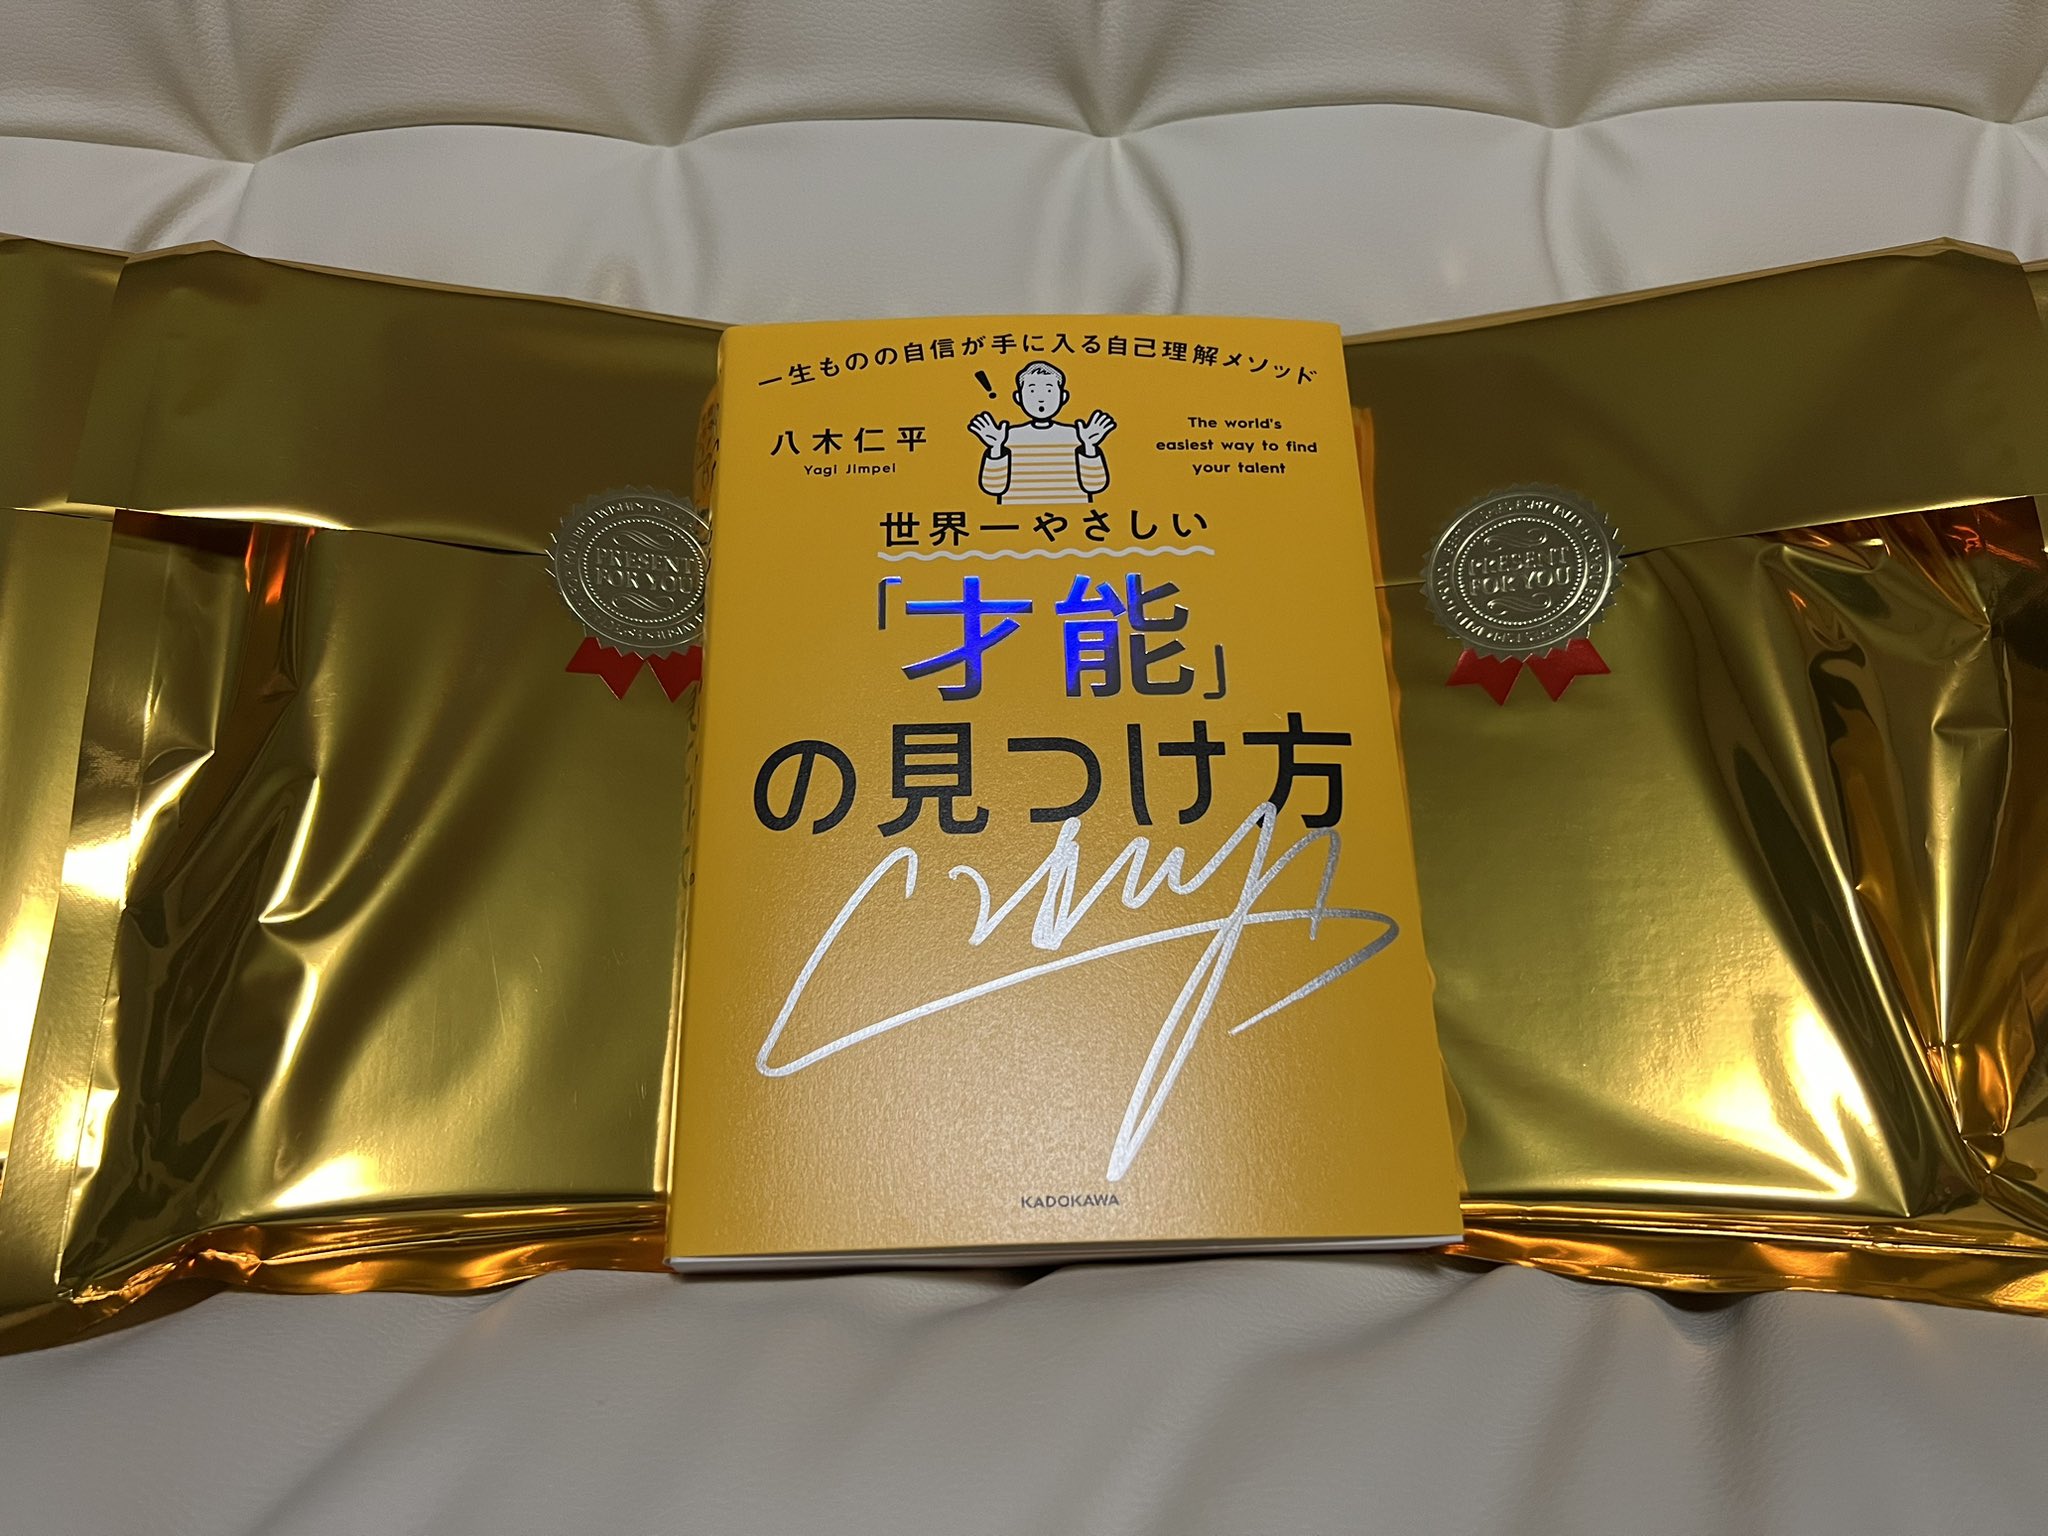 一生ものの自信が手に入る自己理解メソッド
!
八木仁平
Yagi Jimpei
The world's
easiest way to find
your talent
世界一やさしい
「才能」
の見つけ方
KADOKAWA
PRESENT
FOR YOU
PRESENT
FOR YOU